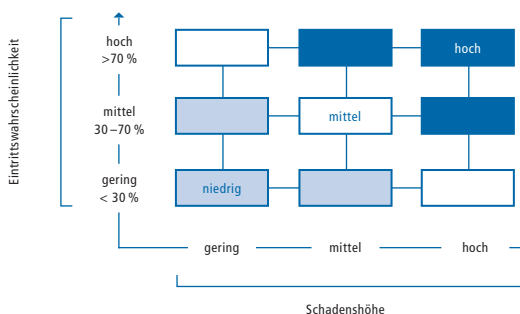 Eintrittswahrscheinlichkeit
hoch
>70 %
hoch
mittel
30–70 %
mittel
gering
< 30 %
niedrig
gering
mittel
hoch
Schadenshöhe